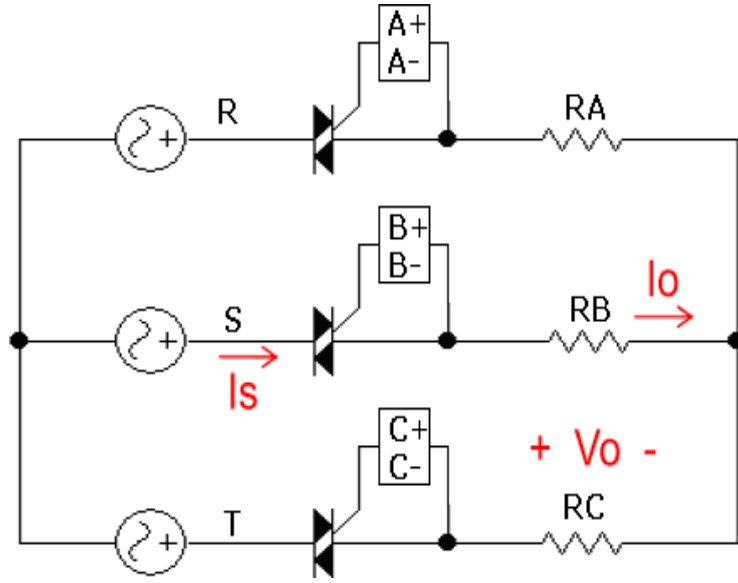 A+
A-
R
RA
B+
B-
S
RB
Io
Is
C+
C-
+ Vo -
T
RC